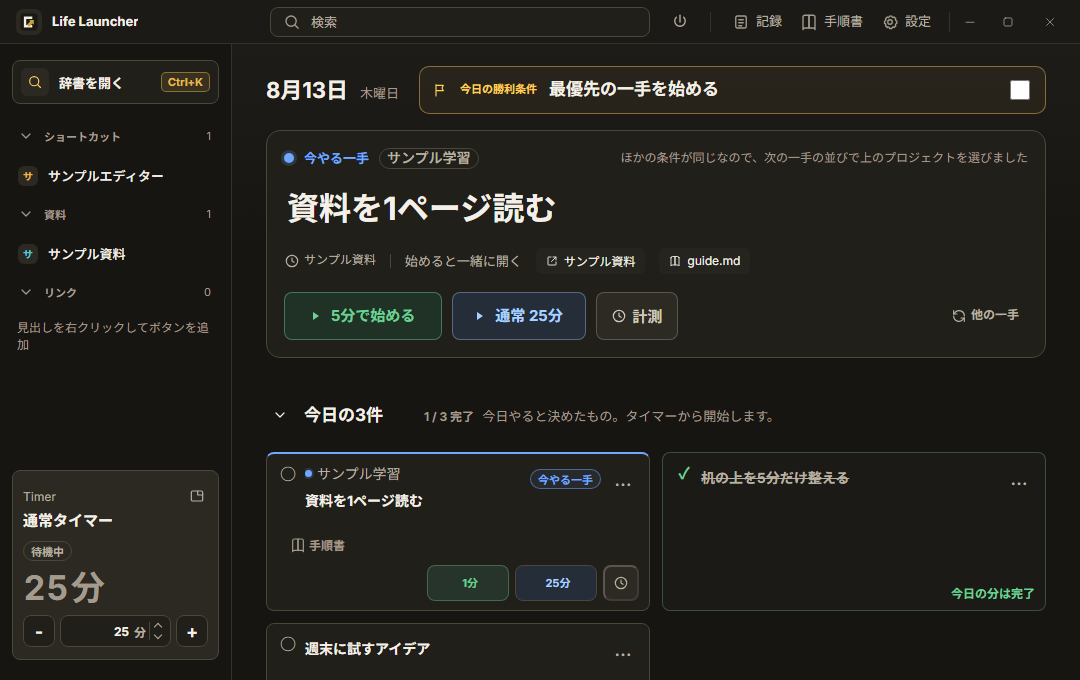 Life Launcher
検索
記録
手順書
設定
辞書を開く
Ctrl+K
ショートカット
1
サ
サンプルエディター
資料
1
サ
サンプル資料
リンク
0
見出しを右クリックしてボタンを追
加
Timer
通常タイマー
待機中
25分
-
25 分
+
8月13日
木曜日
今日の勝利条件
最優先の一手を始める
今やる一手
サンプル学習
ほかの条件が同じなので、次の一手の並びで上のプロジェクトを選びました
資料を1ページ読む
サンプル資料
始めると一緒に開く
サンプル資料
guide.md
5分で始める
通常 25分
計測
他の一手
今日の3件
1 / 3 完了
今日やると決めたもの。タイマーから開始します。
サンプル学習
今やる一手
...
資料を1ページ読む
手順書
1分
25分
机の上を5分だけ整える
...
今日の分は完了
週末に試すアイデア
...